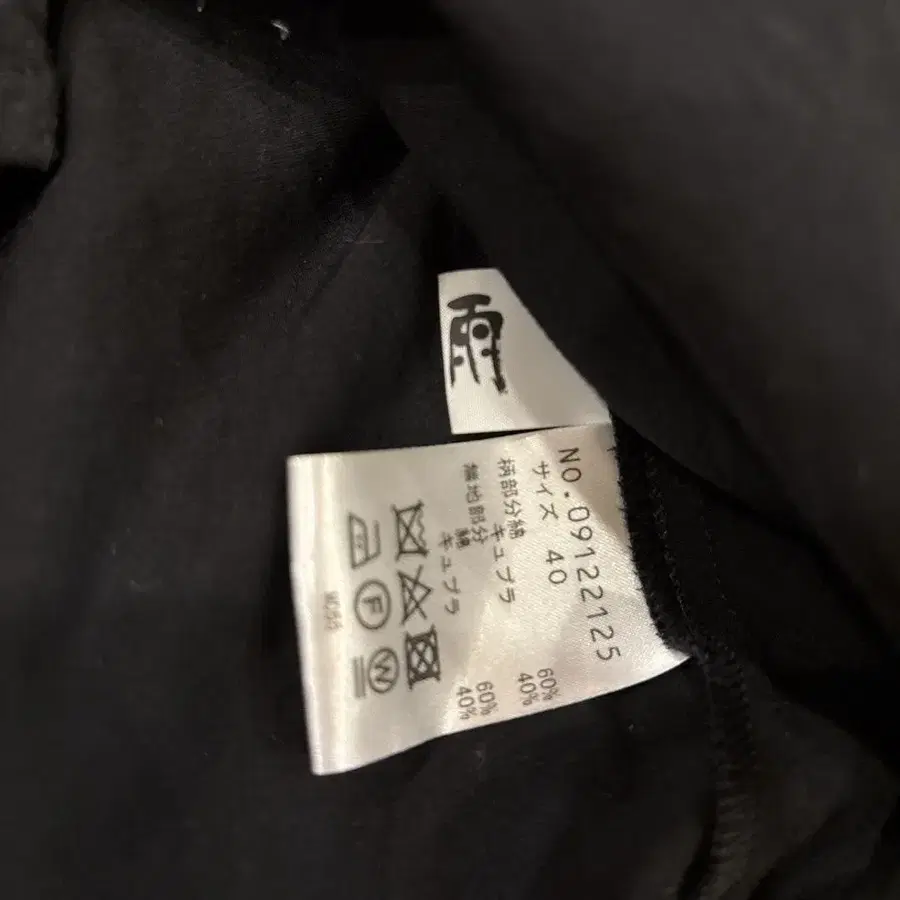 雨
NO.09122125
サイズ 40
柄部分綿 60%
キュプラ 40%
無地部分 綿 60%
キュプラ 40%
F
W